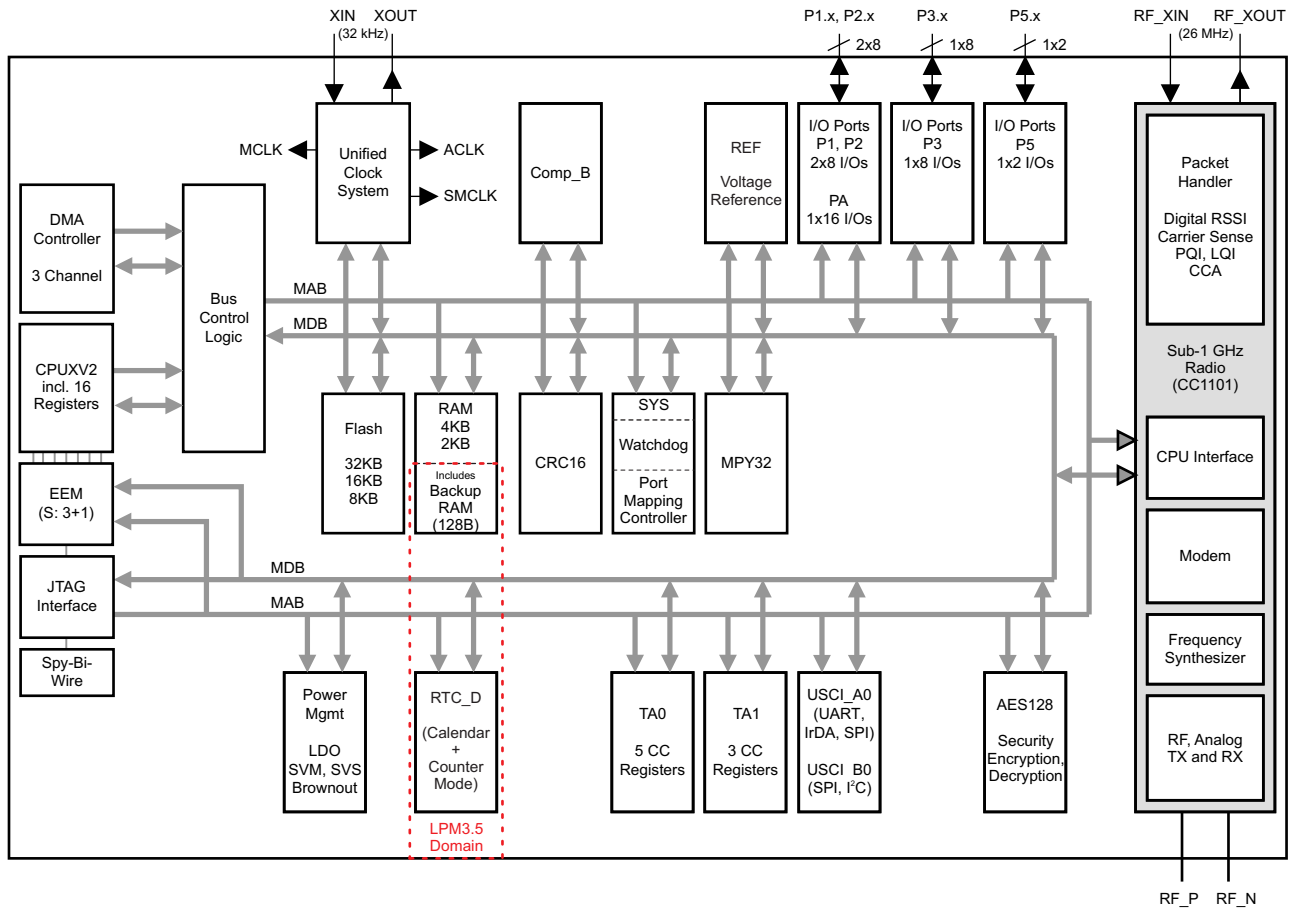 XIN XOUT
(32 kHz)
P1.x, P2.x
2x8
P3.x
1x8
P5.x
1x2
RF_XIN RF_XOUT
(26 MHz)
MCLK
Unified
Clock
System
ACLK
SMCLK
Comp_B
REF
Voltage
Reference
I/O Ports
P1, P2
2x8 I/Os
PA
1x16 I/Os
I/O Ports
P3
1x8 I/Os
I/O Ports
P5
1x2 I/Os
Packet
Handler
Digital RSSI
Carrier Sense
PQI, LQI
CCA
DMA
Controller
3 Channel
Bus
Control
Logic
MAB
MDB
CPUXV2
incl. 16
Registers
Sub-1 GHz
Radio
(CC1101)
Flash
32KB
16KB
8KB
RAM
4KB
2KB
Includes
Backup
RAM
(128B)
CRC16
SYS
Watchdog
Port
Mapping
Controller
MPY32
CPU Interface
EEM
(S: 3+1)
Modem
JTAG
Interface
MDB
MAB
Spy-Bi-
Wire
Frequency
Synthesizer
Power
Mgmt
LDO
SVM, SVS
Brownout
RTC_D
(Calendar
+
Counter
Mode)
LPM3.5
Domain
TA0
5 CC
Registers
TA1
3 CC
Registers
USCI_A0
(UART,
IrDA, SPI)
USCI_B0
(SPI, I²C)
AES128
Security
Encryption,
Decryption
RF, Analog
TX and RX
RF_P RF_N